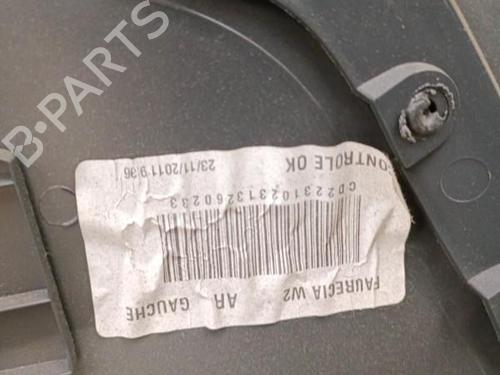 B-PARTS
FAURECIA W2 AR GAUCHE
CD223102313260233
CONTROLE OK 23/11/2011 9:36